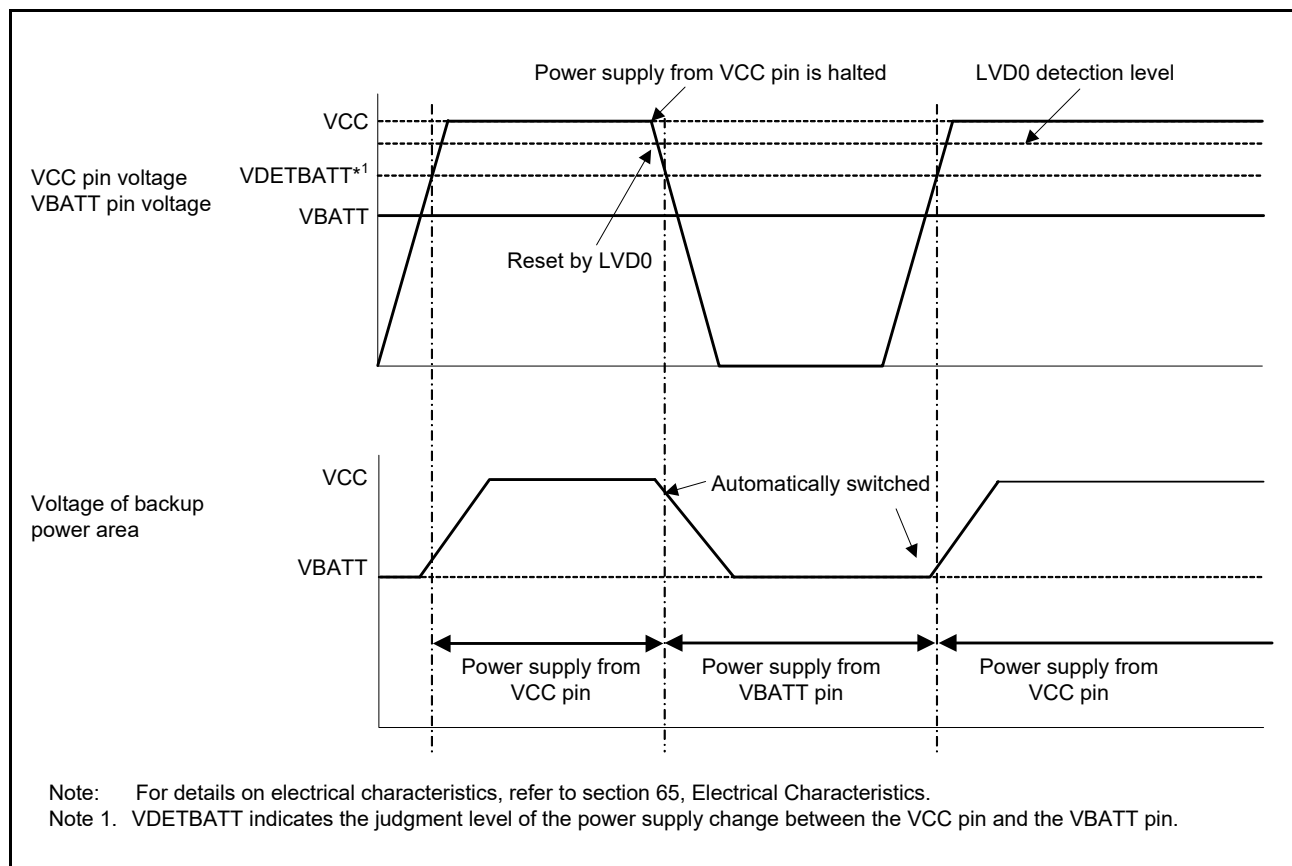 Power supply from VCC pin is halted
LVD0 detection level
VCC
VCC pin voltage
VBATT pin voltage
VDETBATT*1
VBATT
Reset by LVD0
VCC
Voltage of backup
power area
Automatically switched
VBATT
Power supply from
VCC pin
Power supply from
VBATT pin
Power supply from
VCC pin
Note: For details on electrical characteristics, refer to section 65, Electrical Characteristics.
Note 1. VDETBATT indicates the judgment level of the power supply change between the VCC pin and the VBATT pin.